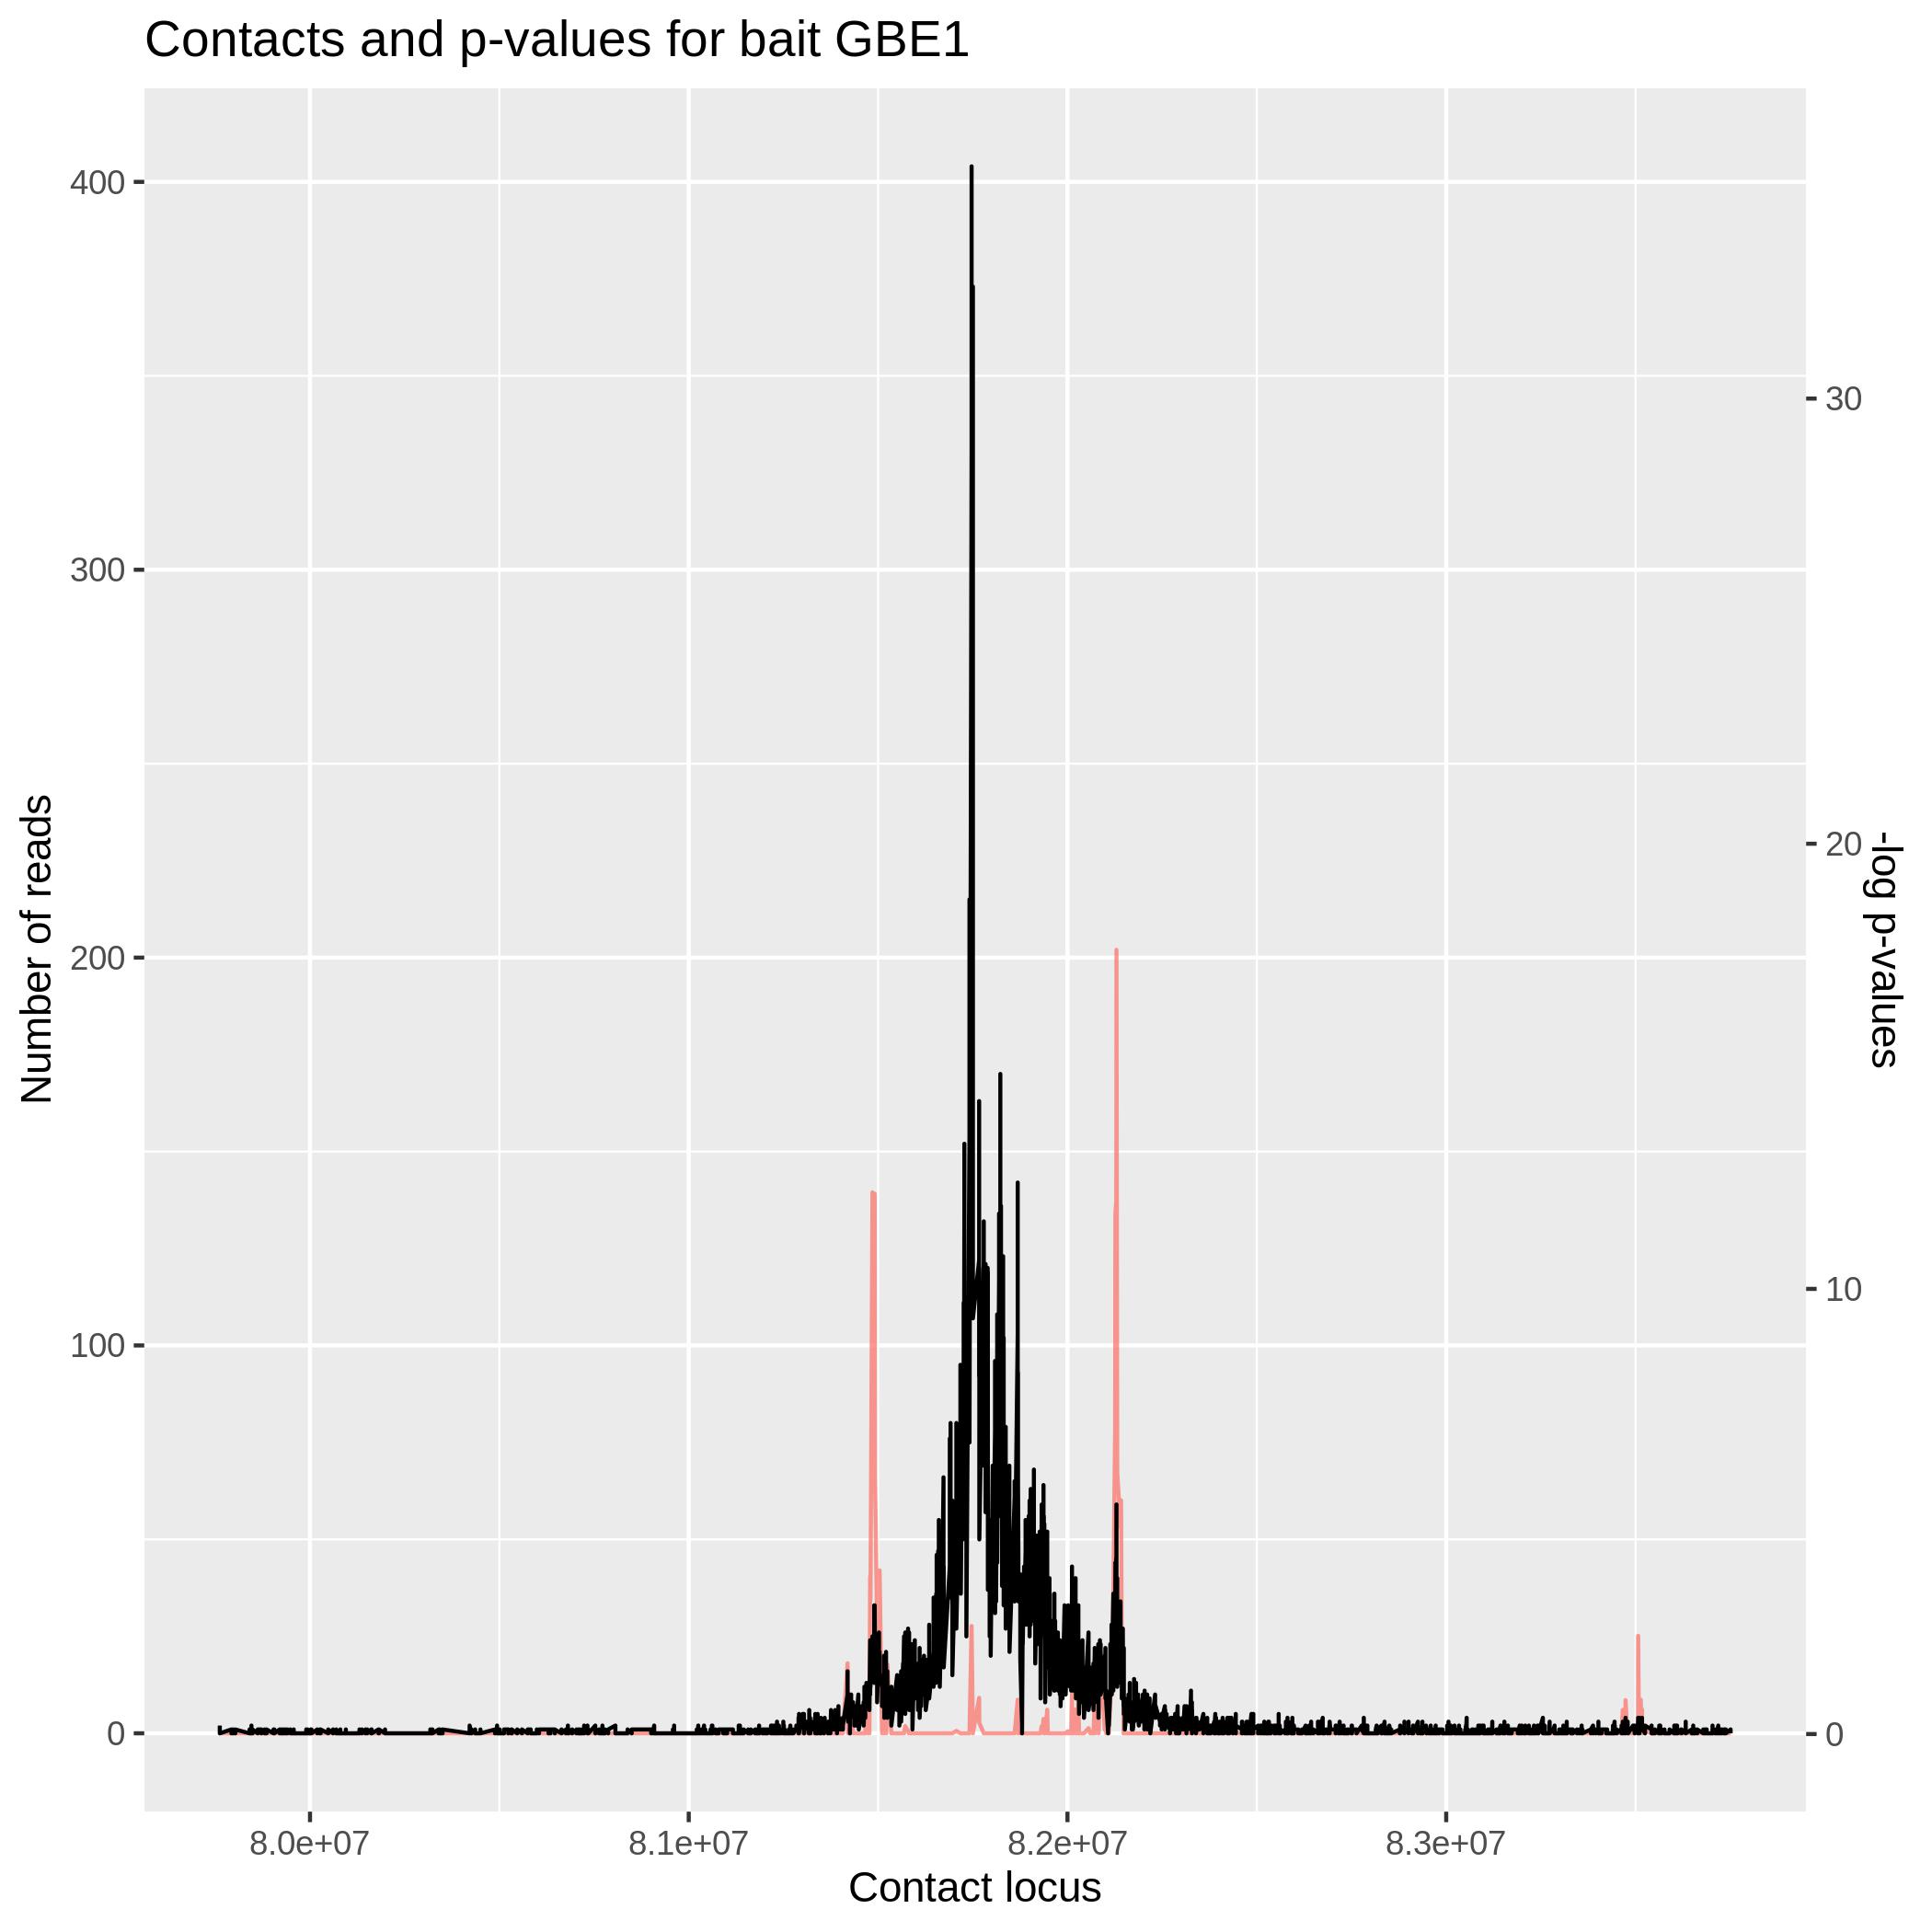 Contacts and p-values for bait GBE1
400
300
200
100
0
Number of reads
30
20
10
0
-log p-values
8.0e+07
8.1e+07
8.2e+07
8.3e+07
Contact locus